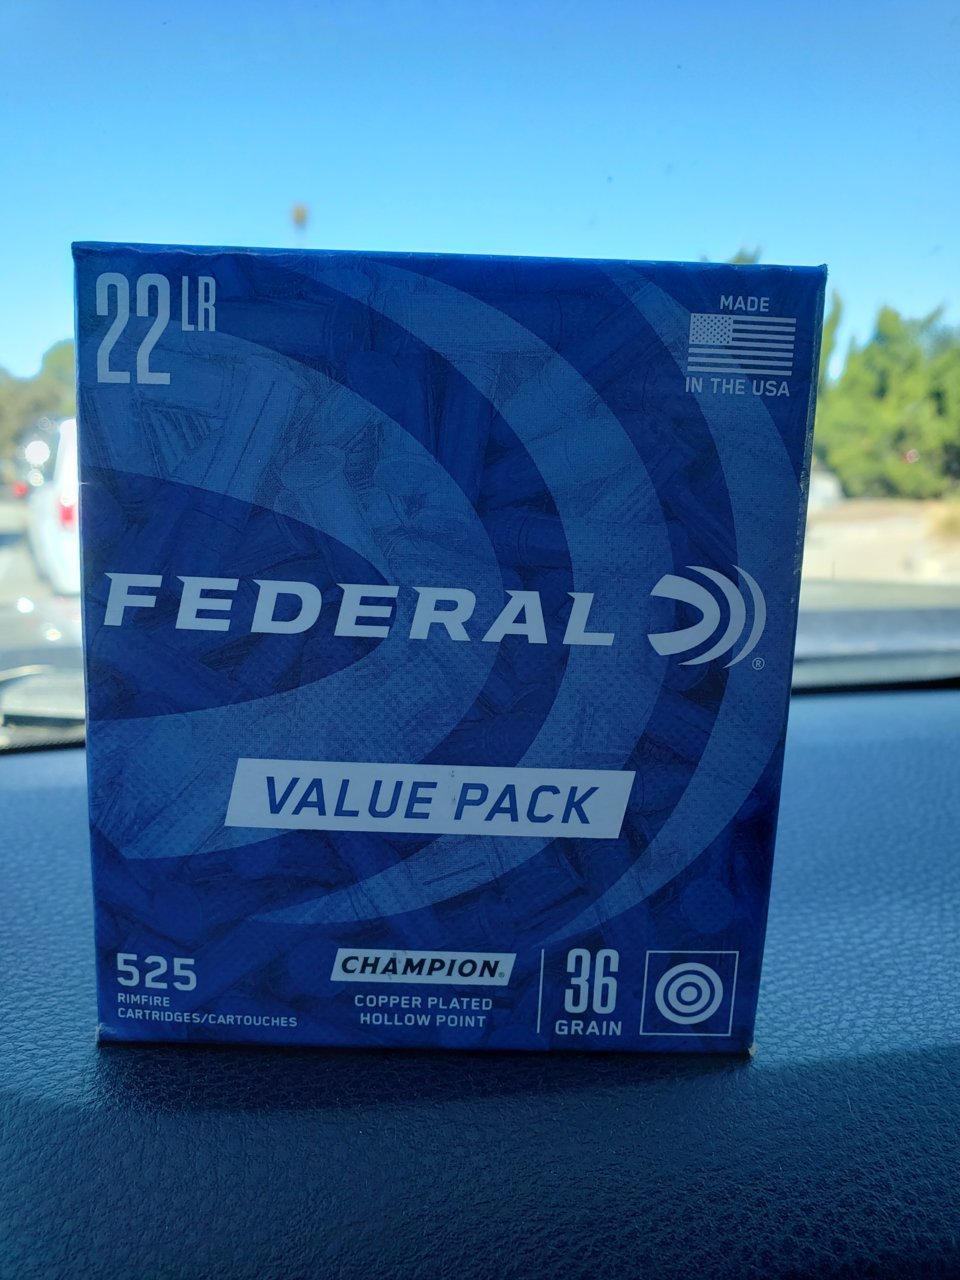 22 LR
MADE
IN THE USA
FEDERAL ®
VALUE PACK
525
RIMFIRE
CARTRIDGES/CARTOUCHES
CHAMPION®
COPPER PLATED
HOLLOW POINT
36
GRAIN